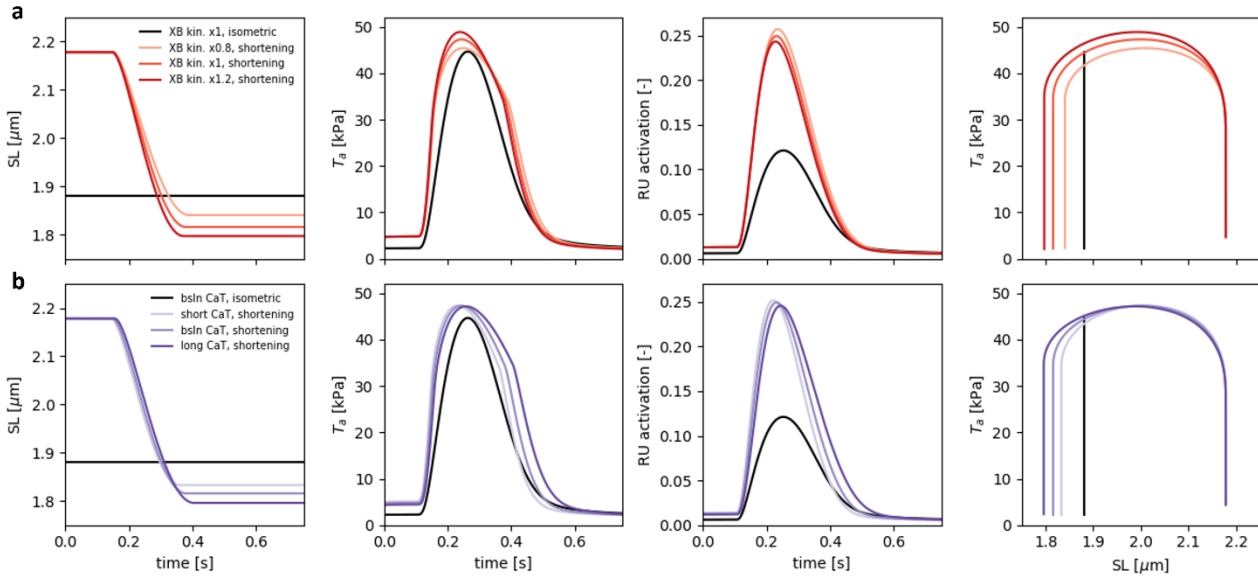 a
SL [μm]
2.2
2.1
2.0
1.9
1.8
XB kin. x1, isometric
XB kin. x0.8, shortening
XB kin. x1, shortening
XB kin. x1.2, shortening
Ta [kPa]
50
40
30
20
10
0
RU activation [-]
0.25
0.20
0.15
0.10
0.05
0.00
Ta [kPa]
50
40
30
20
10
0
b
SL [μm]
2.2
2.1
2.0
1.9
1.8
bsln CaT, isometric
short CaT, shortening
bsln CaT, shortening
long CaT, shortening
0.0 0.2 0.4 0.6
time [s]
Ta [kPa]
50
40
30
20
10
0
0.0 0.2 0.4 0.6
time [s]
RU activation [-]
0.25
0.20
0.15
0.10
0.05
0.00
0.0 0.2 0.4 0.6
time [s]
Ta [kPa]
50
40
30
20
10
0
1.8 1.9 2.0 2.1 2.2
SL [μm]